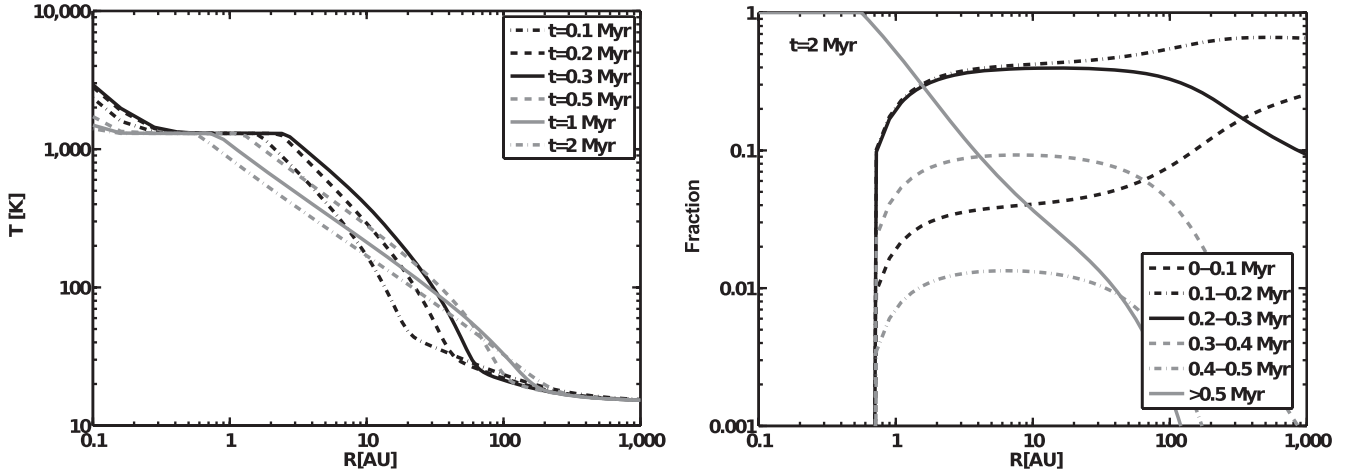 10,000
1,000
100
10
T [K]
0.1
1
10
100
1,000
R[AU]
t=0.1 Myr
t=0.2 Myr
t=0.3 Myr
t=0.5 Myr
t=1 Myr
t=2 Myr
1
0.1
0.01
0.001
Fraction
t=2 Myr
0.1
1
10
100
1,000
R[AU]
0–0.1 Myr
0.1–0.2 Myr
0.2–0.3 Myr
0.3–0.4 Myr
0.4–0.5 Myr
>0.5 Myr